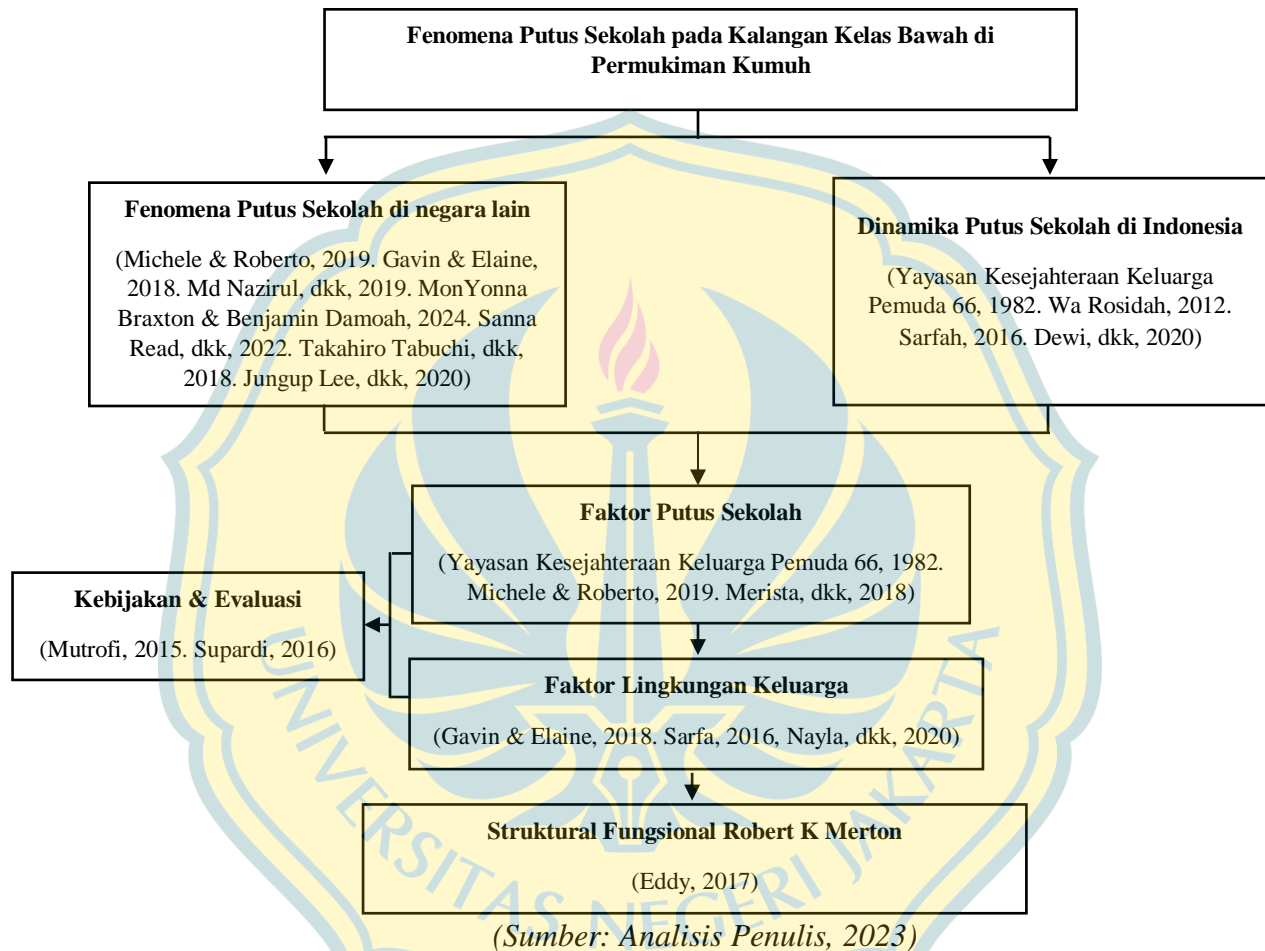 Fenomena Putus Sekolah pada Kalangan Kelas Bawah di
Permukiman Kumuh
Fenomena Putus Sekolah di negara lain
(Michele & Roberto, 2019. Gavin & Elaine,
2018. Md Nazirul, dkk, 2019. MonYonna
Braxton & Benjamin Damoah, 2024. Sanna
Read, dkk, 2022. Takahiro Tabuchi, dkk,
2018. Jungup Lee, dkk, 2020)
Dinamika Putus Sekolah di Indonesia
(Yayasan Kesejahteraan Keluarga
Pemuda 66, 1982. Wa Rosidah, 2012.
Sarfah, 2016. Dewi, dkk, 2020)
Faktor Putus Sekolah
(Yayasan Kesejahteraan Keluarga Pemuda 66, 1982.
Michele & Roberto, 2019. Merista, dkk, 2018)
Kebijakan & Evaluasi
(Mutrofi, 2015. Supardi, 2016)
Faktor Lingkungan Keluarga
(Gavin & Elaine, 2018. Sarfa, 2016, Nayla, dkk, 2020)
Struktural Fungsional Robert K Merton
(Eddy, 2017)
UNIVERSITAS NEGERI JAKARTA
(Sumber: Analisis Penulis, 2023)